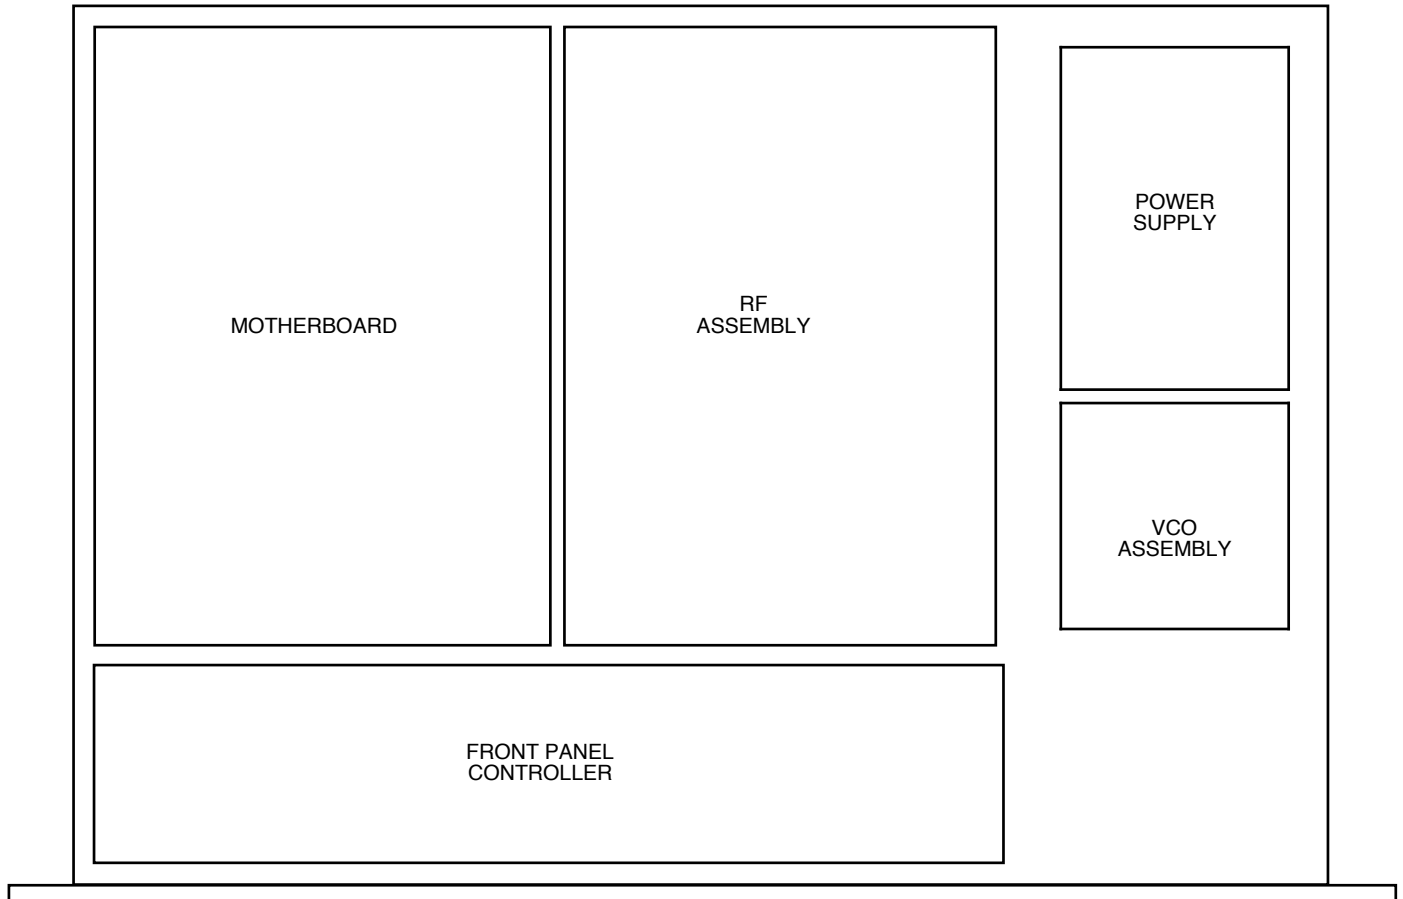 POWER
SUPPLY
MOTHERBOARD
RF
ASSEMBLY
VCO
ASSEMBLY
FRONT PANEL
CONTROLLER